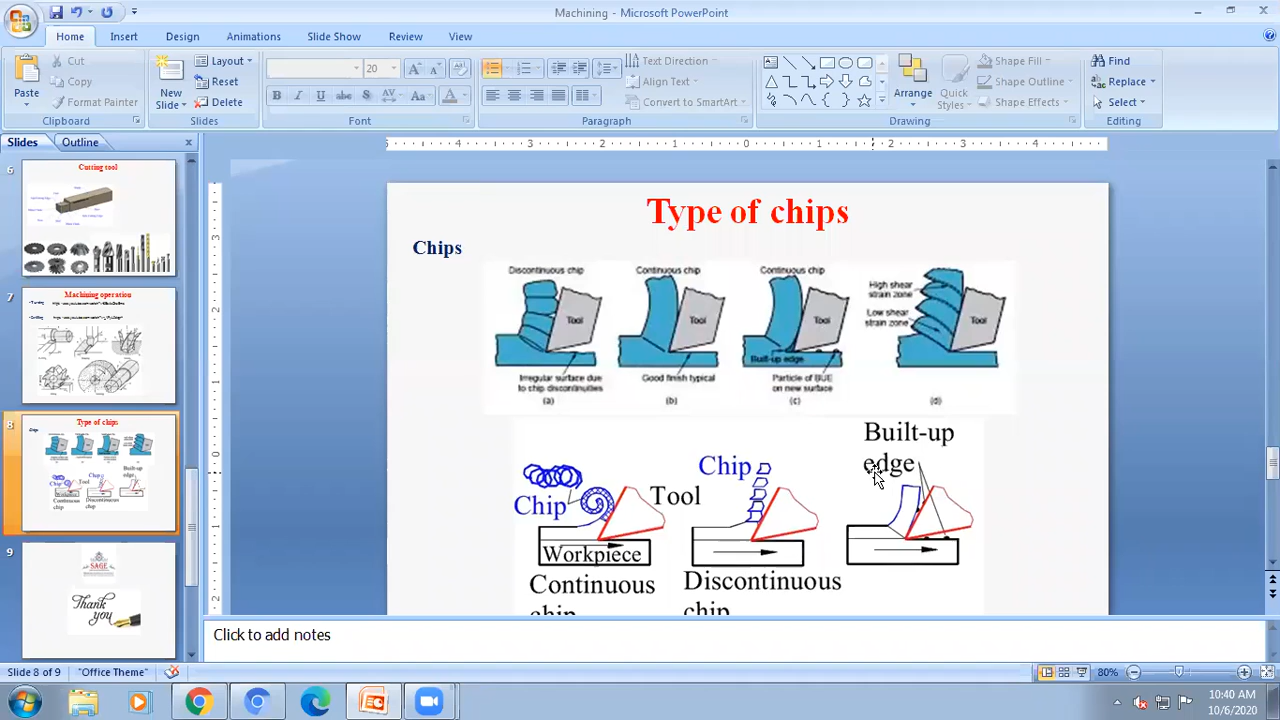 Machining - Microsoft PowerPoint
Home Insert Design Animations Slide Show Review View
Cut
Copy
Format Painter
Paste
Clipboard
New Slide
Layout
Reset
Delete
Slides
20
Font
Paragraph
Text Direction
Align Text
Convert to SmartArt
Arrange
Quick Styles
Drawing
Shape Fill
Shape Outline
Shape Effects
Find
Replace
Select
Editing
Slides Outline
6
Cutting tool
7
Machining operation
8
Type of chips
Chips
9
SAGE
Thank you
Type of chips
Chips
Discontinuous chip
Tool
Irregular surface due
to chip discontinuities
(a)
Continuous chip
Tool
Good finish typical
(b)
Continuous chip
Tool
Built-up edge
Particle of BUE
on new surface
(c)
High shear
strain zone
Low shear
strain zone
Tool
(d)
Chip
Tool
Workpiece
Continuous
chip
Chip
Discontinuous
chip
Built-up
edge
Click to add notes
Slide 8 of 9 "Office Theme" 80%
10:40 AM
10/6/2020